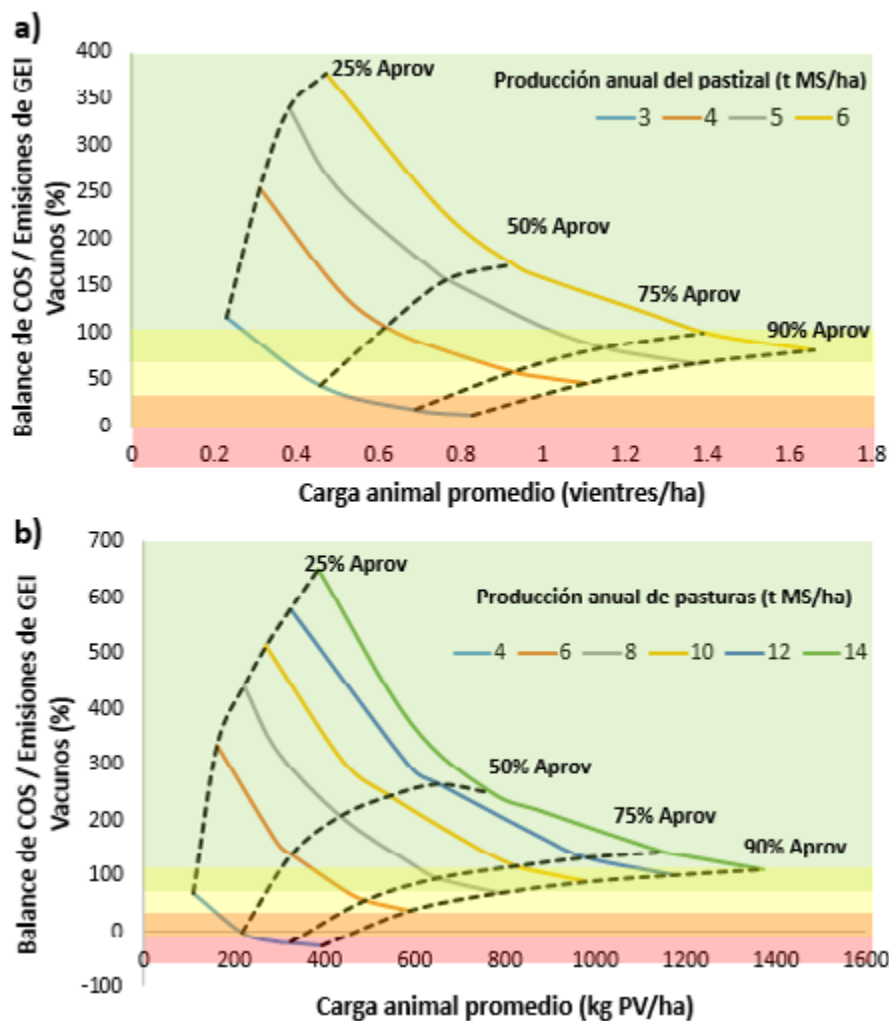 a)
Balance de COS / Emisiones de GEI
Vacunos (%)
400
350
300
250
200
150
100
50
0
25% Aprov
Producción anual del pastizal (t MS/ha)
3 4 5 6
50% Aprov
75% Aprov
90% Aprov
0 0.2 0.4 0.6 0.8 1 1.2 1.4 1.6 1.8
Carga animal promedio (vientres/ha)
b)
Balance de COS / Emisiones de GEI
Vacunos (%)
700
600
500
400
300
200
100
0
-100
25% Aprov
Producción anual de pasturas (t MS/ha)
4 6 8 10 12 14
50% Aprov
75% Aprov
90% Aprov
0 200 400 600 800 1000 1200 1400 1600
Carga animal promedio (kg PV/ha)